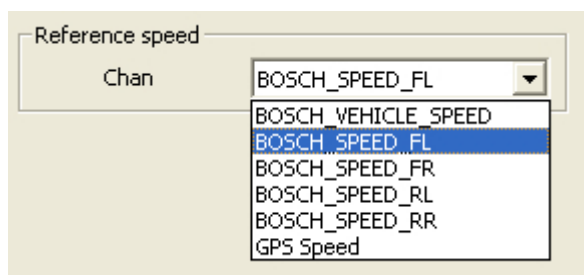 Reference speed
Chan BOSCH_SPEED_FL
BOSCH_VEHICLE_SPEED
BOSCH_SPEED_FL
BOSCH_SPEED_FR
BOSCH_SPEED_RL
BOSCH_SPEED_RR
GPS Speed